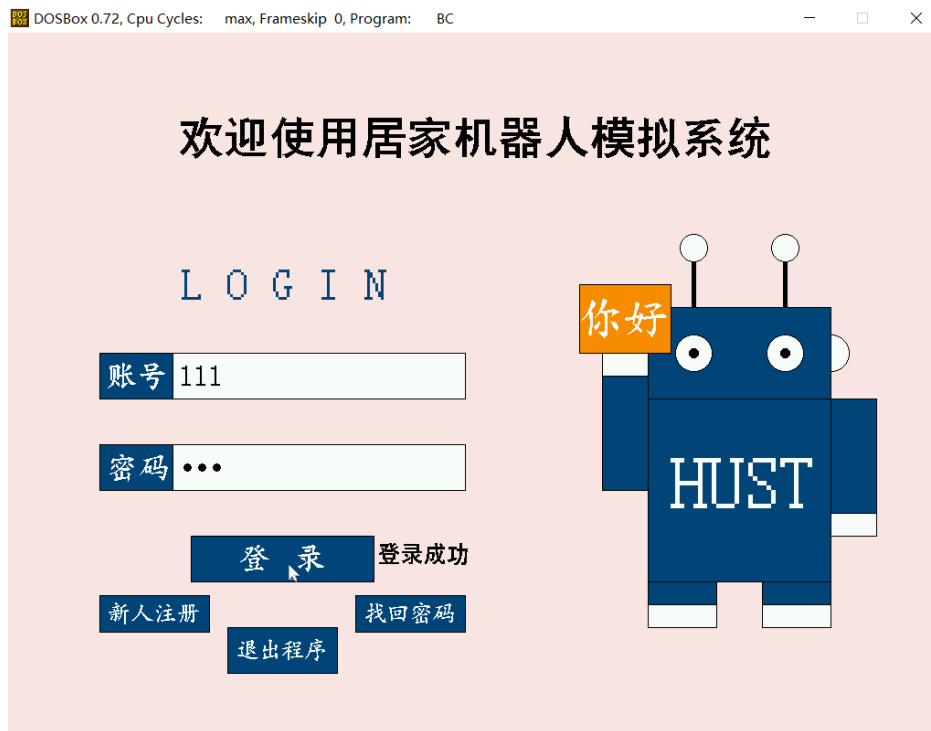 DOSBox 0.72, Cpu Cycles: max, Frameskip 0, Program: BC
欢迎使用居家机器人模拟系统
LOGIN
你好
账号 111
密码 •••
HUST
登 录 登录成功
新人注册 找回密码
退出程序